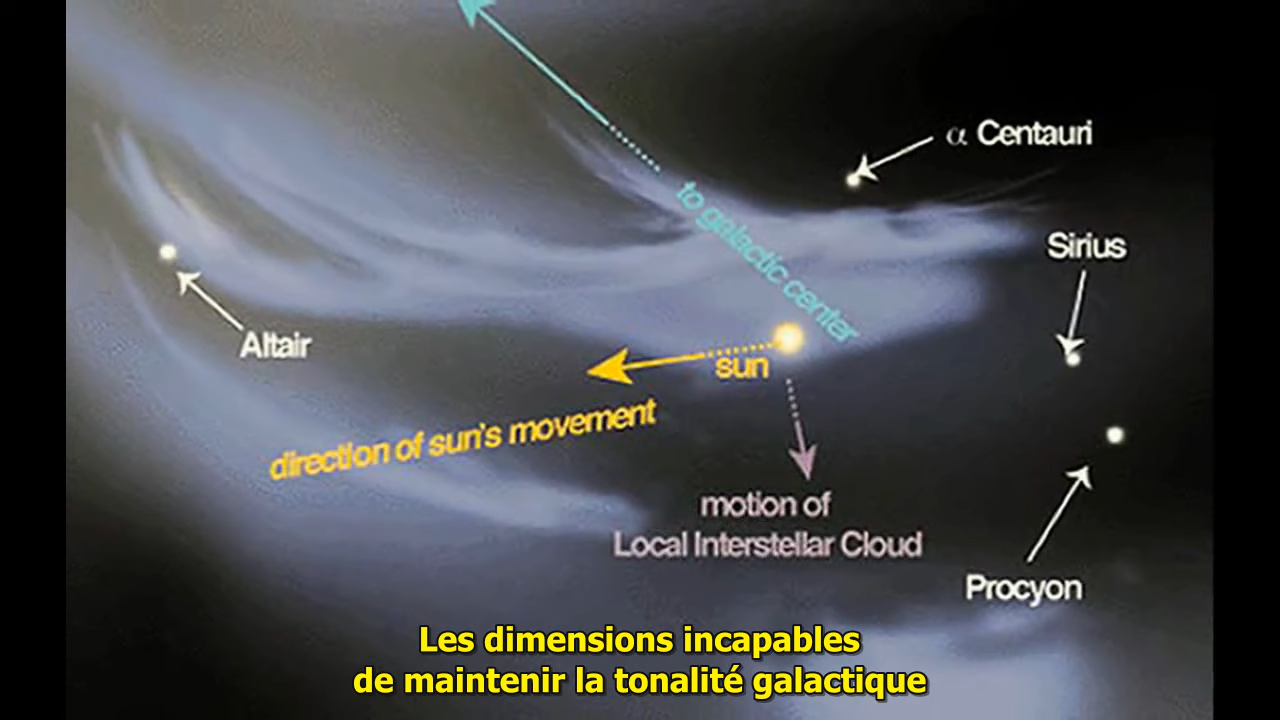 α Centauri
to galactic center
Sirius
Altair
sun
direction of sun's movement
motion of
Local Interstellar Cloud
Procyon
Les dimensions incapables
de maintenir la tonalité galactique